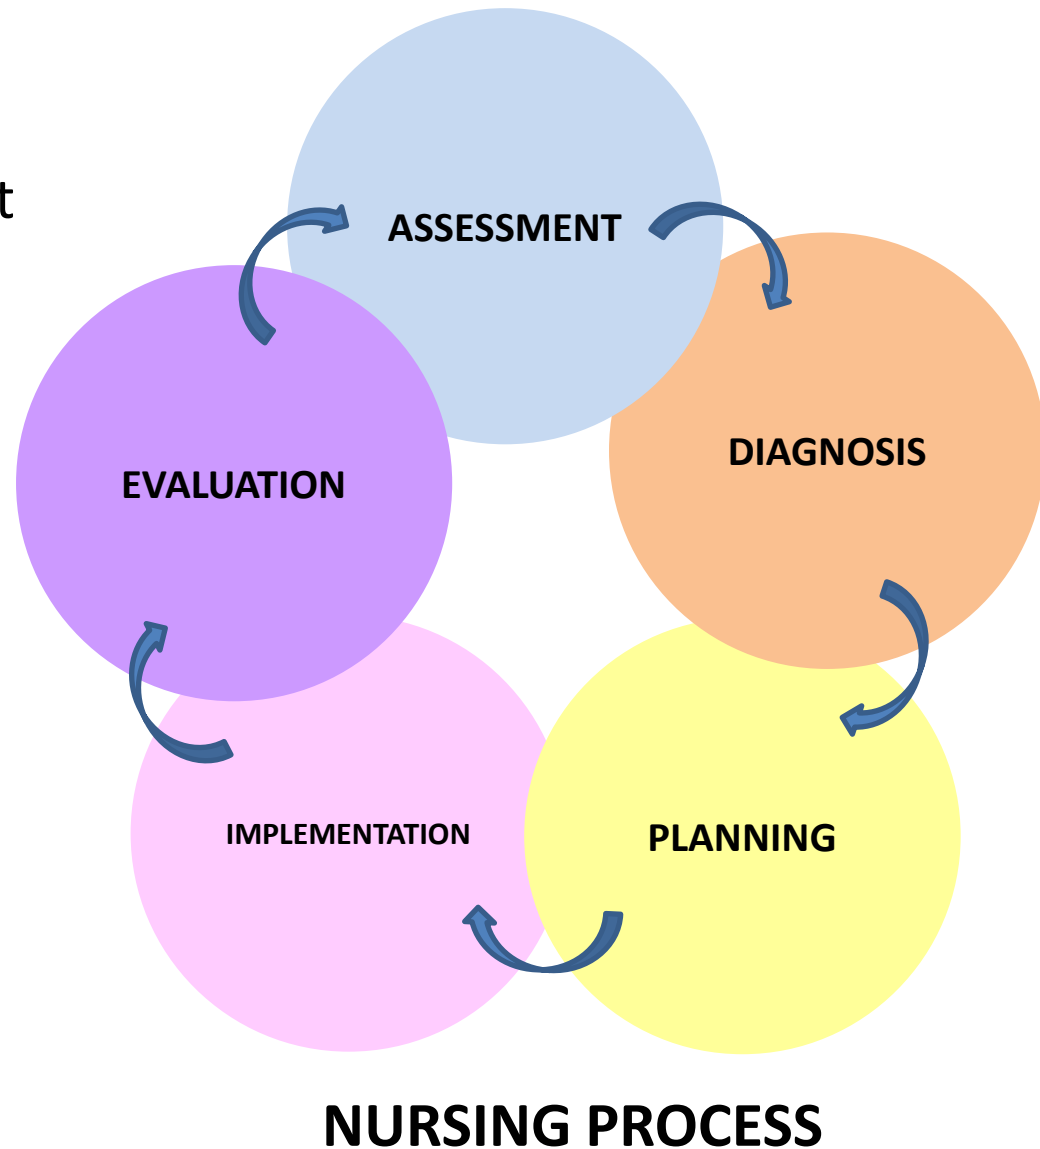 t
ASSESSMENT
DIAGNOSIS
EVALUATION
IMPLEMENTATION
PLANNING
NURSING PROCESS